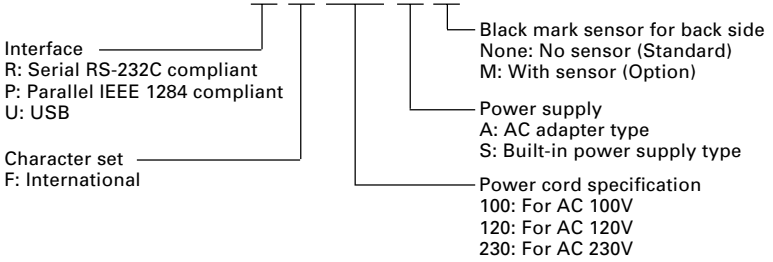 Interface
R: Serial RS-232C compliant
P: Parallel IEEE 1284 compliant
U: USB
Character set
F: International
Black mark sensor for back side
None: No sensor (Standard)
M: With sensor (Option)
Power supply
A: AC adapter type
S: Built-in power supply type
Power cord specification
100: For AC 100V
120: For AC 120V
230: For AC 230V